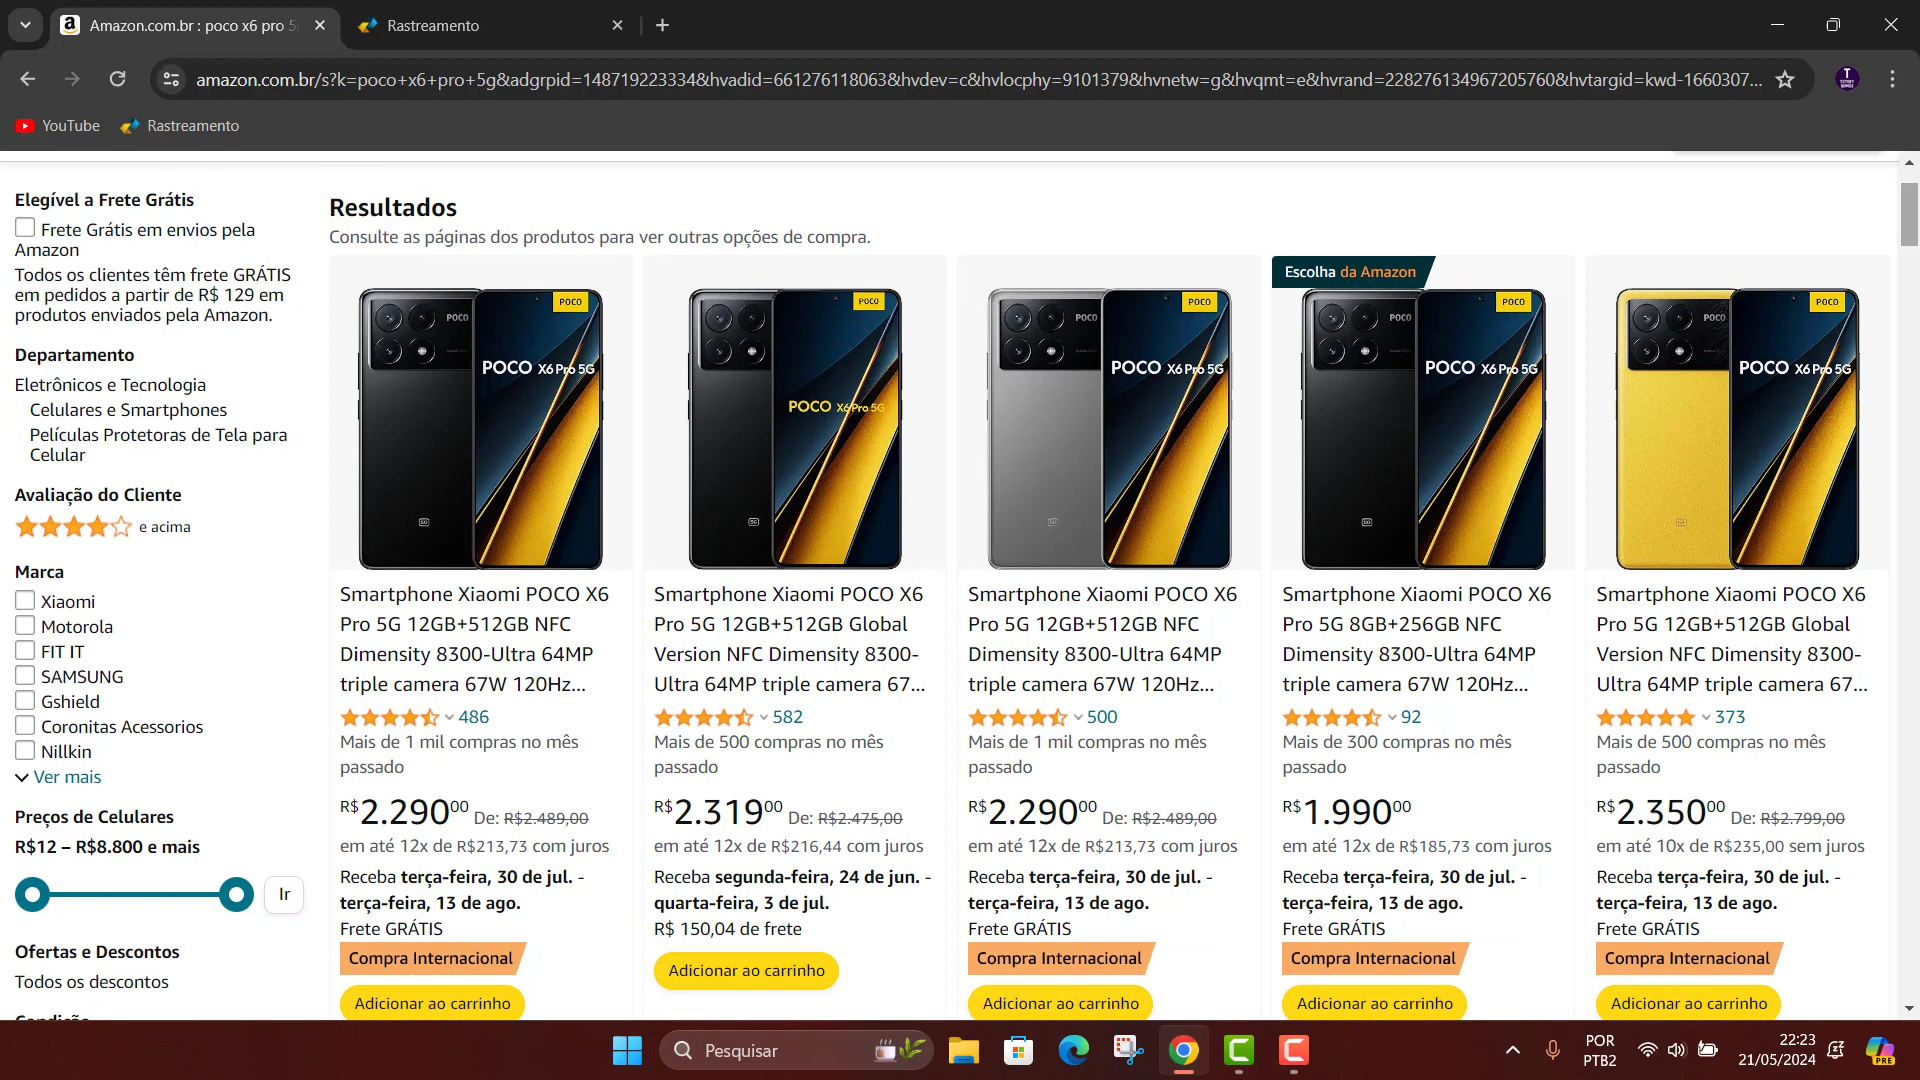 Amazon.com.br : poco x6 pro 5
Rastreamento
amazon.com.br/s?k=poco+x6+pro+5g&adgrpid=148719223334&hvadid=661276118063&hvdev=c&hvlocphy=9101379&hvnetw=g&hvqmt=e&hvrand=228276134967205760&hvtargid=kwd-1660307...
YouTube
Rastreamento
Elegível a Frete Grátis
Frete Grátis em envios pela
Amazon
Todos os clientes têm frete GRÁTIS
em pedidos a partir de R$ 129 em
produtos enviados pela Amazon.
Departamento
Eletrônicos e Tecnologia
Celulares e Smartphones
Películas Protetoras de Tela para
Celular
Avaliação do Cliente
e acima
Marca
Xiaomi
Motorola
FIT IT
SAMSUNG
Gshield
Coronitas Acessorios
Nillkin
Ver mais
Preços de Celulares
R$12 – R$8.800 e mais
Ir
Ofertas e Descontos
Todos os descontos
Condição
Resultados
Consulte as páginas dos produtos para ver outras opções de compra.
POCO
POCO
POCO X6 Pro 5G
5G
Smartphone Xiaomi POCO X6
Pro 5G 12GB+512GB NFC
Dimensity 8300-Ultra 64MP
triple camera 67W 120Hz...
486
Mais de 1 mil compras no mês
passado
R$2.29000 De: R$2.489,00
em até 12x de R$213,73 com juros
Receba terça-feira, 30 de jul. -
terça-feira, 13 de ago.
Frete GRÁTIS
Compra Internacional
Adicionar ao carrinho
POCO
POCO
POCO X6 Pro 5G
5G
Smartphone Xiaomi POCO X6
Pro 5G 12GB+512GB Global
Version NFC Dimensity 8300-
Ultra 64MP triple camera 67...
582
Mais de 500 compras no mês
passado
R$2.31900 De: R$2.475,00
em até 12x de R$216,44 com juros
Receba segunda-feira, 24 de jun. -
quarta-feira, 3 de jul.
R$ 150,04 de frete
Adicionar ao carrinho
POCO
POCO
POCO X6 Pro 5G
5G
Smartphone Xiaomi POCO X6
Pro 5G 12GB+512GB NFC
Dimensity 8300-Ultra 64MP
triple camera 67W 120Hz...
500
Mais de 1 mil compras no mês
passado
R$2.29000 De: R$2.489,00
em até 12x de R$213,73 com juros
Receba terça-feira, 30 de jul. -
terça-feira, 13 de ago.
Frete GRÁTIS
Compra Internacional
Adicionar ao carrinho
Escolha da Amazon
POCO
POCO
POCO X6 Pro 5G
5G
Smartphone Xiaomi POCO X6
Pro 5G 8GB+256GB NFC
Dimensity 8300-Ultra 64MP
triple camera 67W 120Hz...
92
Mais de 300 compras no mês
passado
R$1.99000
em até 12x de R$185,73 com juros
Receba terça-feira, 30 de jul. -
terça-feira, 13 de ago.
Frete GRÁTIS
Compra Internacional
Adicionar ao carrinho
POCO
POCO
POCO X6 Pro 5G
5G
Smartphone Xiaomi POCO X6
Pro 5G 12GB+512GB Global
Version NFC Dimensity 8300-
Ultra 64MP triple camera 67...
373
Mais de 500 compras no mês
passado
R$2.35000 De: R$2.799,00
em até 10x de R$235,00 sem juros
Receba terça-feira, 30 de jul. -
terça-feira, 13 de ago.
Frete GRÁTIS
Compra Internacional
Adicionar ao carrinho
Pesquisar
POR
PTB2
22:23
21/05/2024
PRE